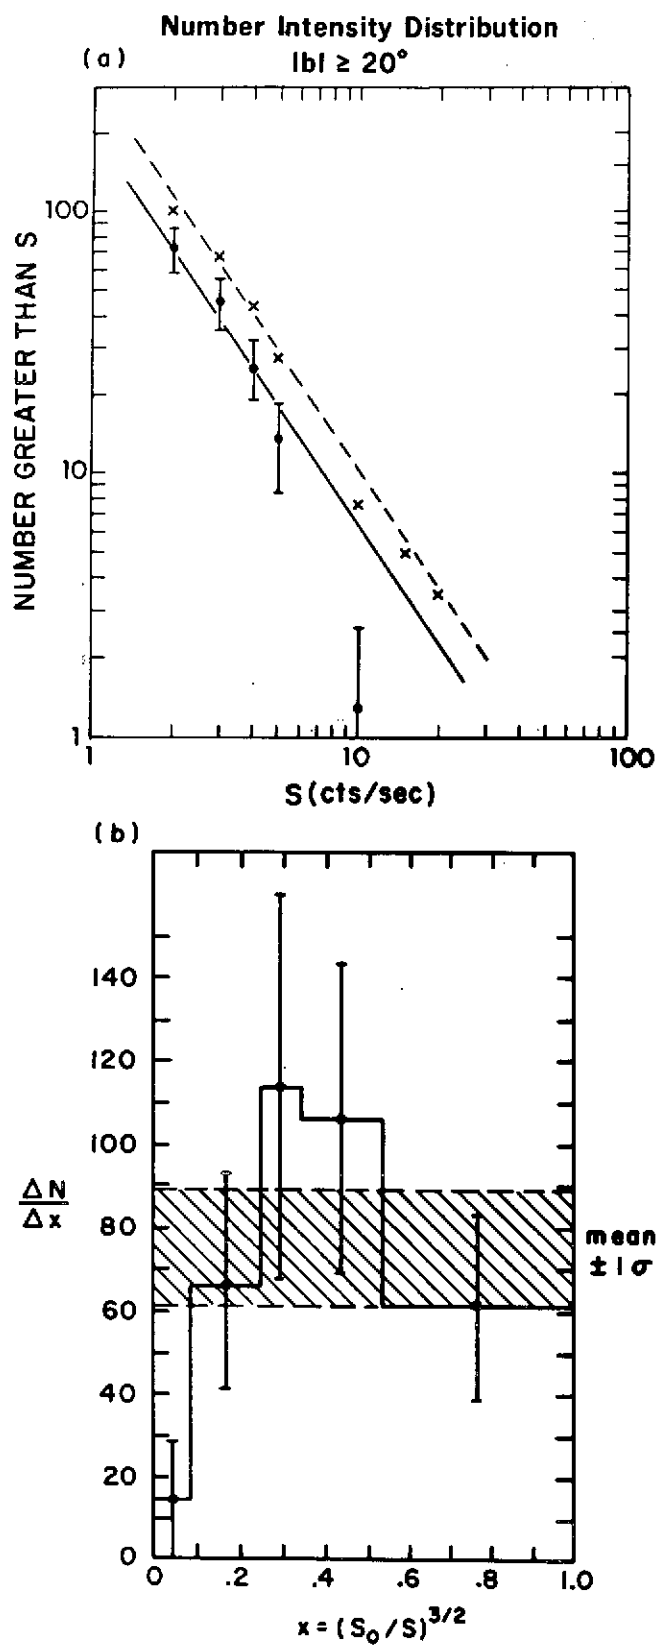 Number Intensity Distribution
(a)
|b| ≥ 20°
NUMBER GREATER THAN S
100
10
1
1
10
100
S(cts/sec)
(b)
140
120
100
80
60
40
20
0
ΔN
Δx
mean
± 1σ
0
.2
.4
.6
.8
1.0
x = (S₀/S)^3/2